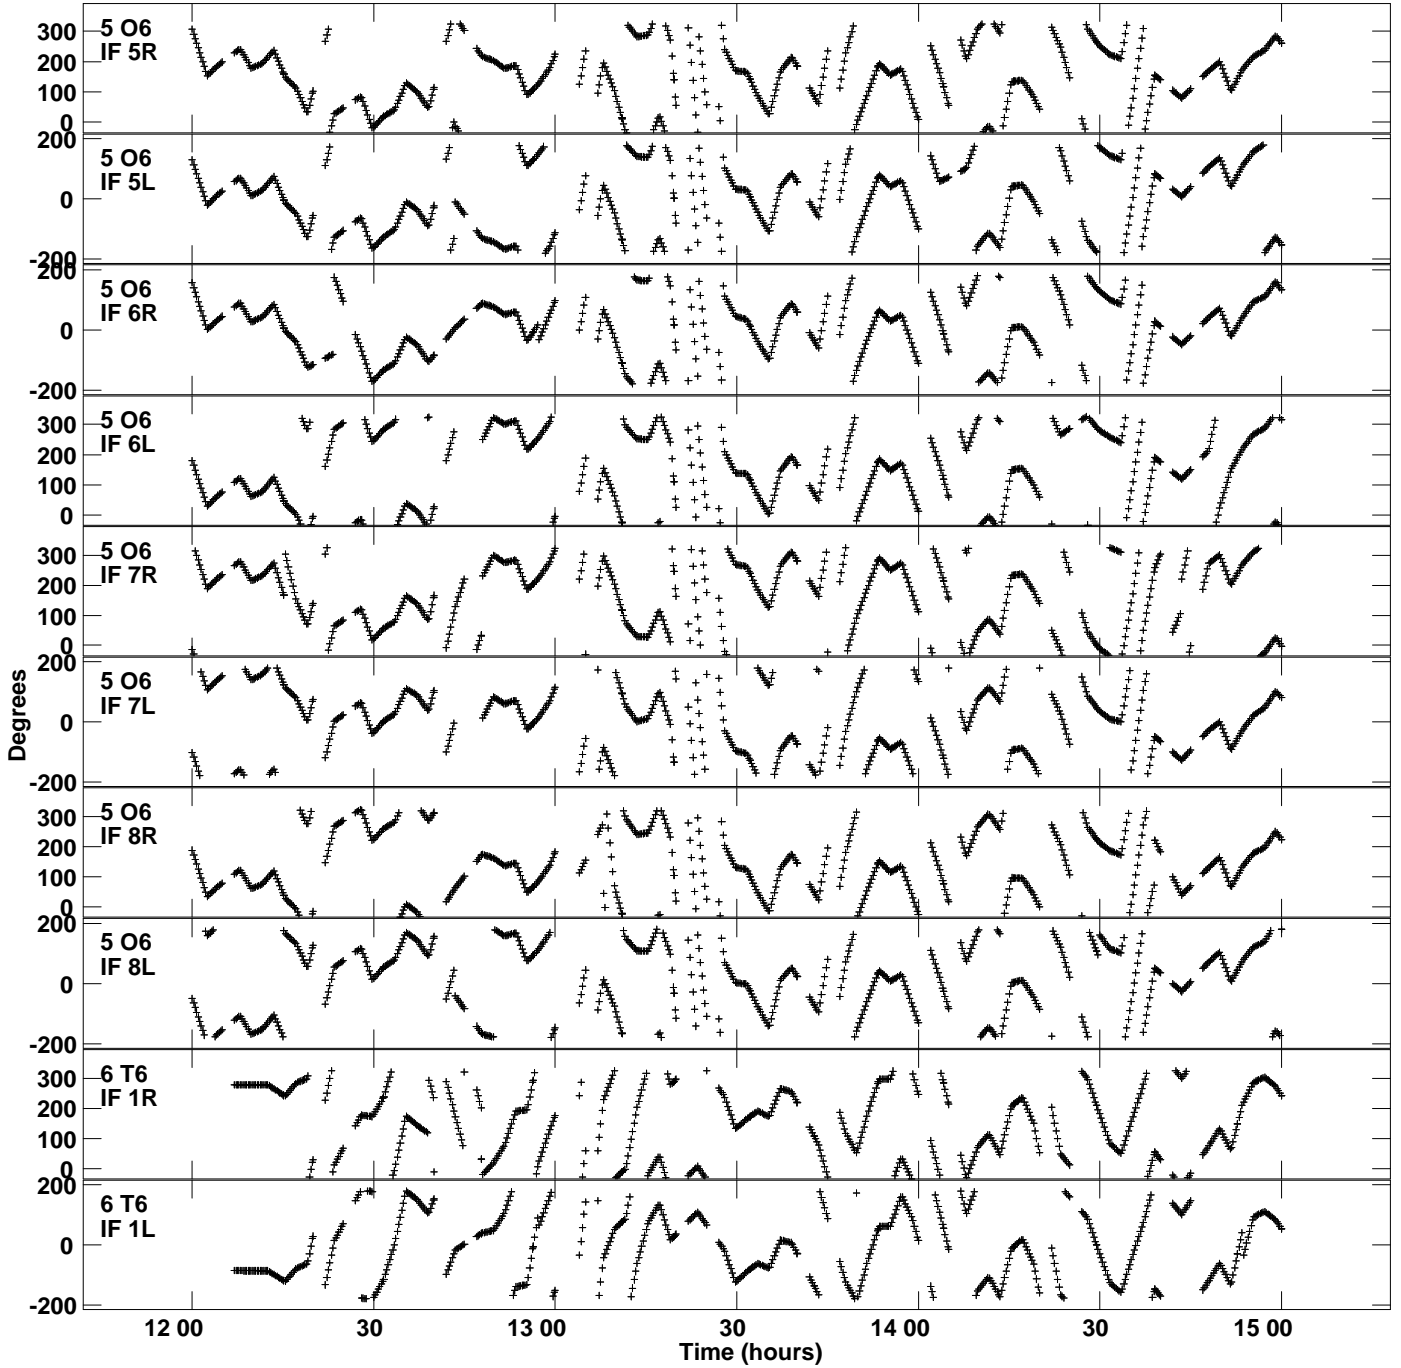 300 5 O6
200 IF 5R
100
0
200 5 O6
IF 5L
0
-200
200 5 O6
IF 6R
0
-200
300 5 O6
200 IF 6L
100
0
300 5 O6
200 IF 7R
100
0
200 5 O6
IF 7L
0
-200
300 5 O6
200 IF 8R
100
0
200 5 O6
IF 8L
0
-200
300 6 T6
200 IF 1R
100
0
200 6 T6
IF 1L
0
-200
Degrees
12 00 30 13 00 30 14 00 30 15 00
Time (hours)